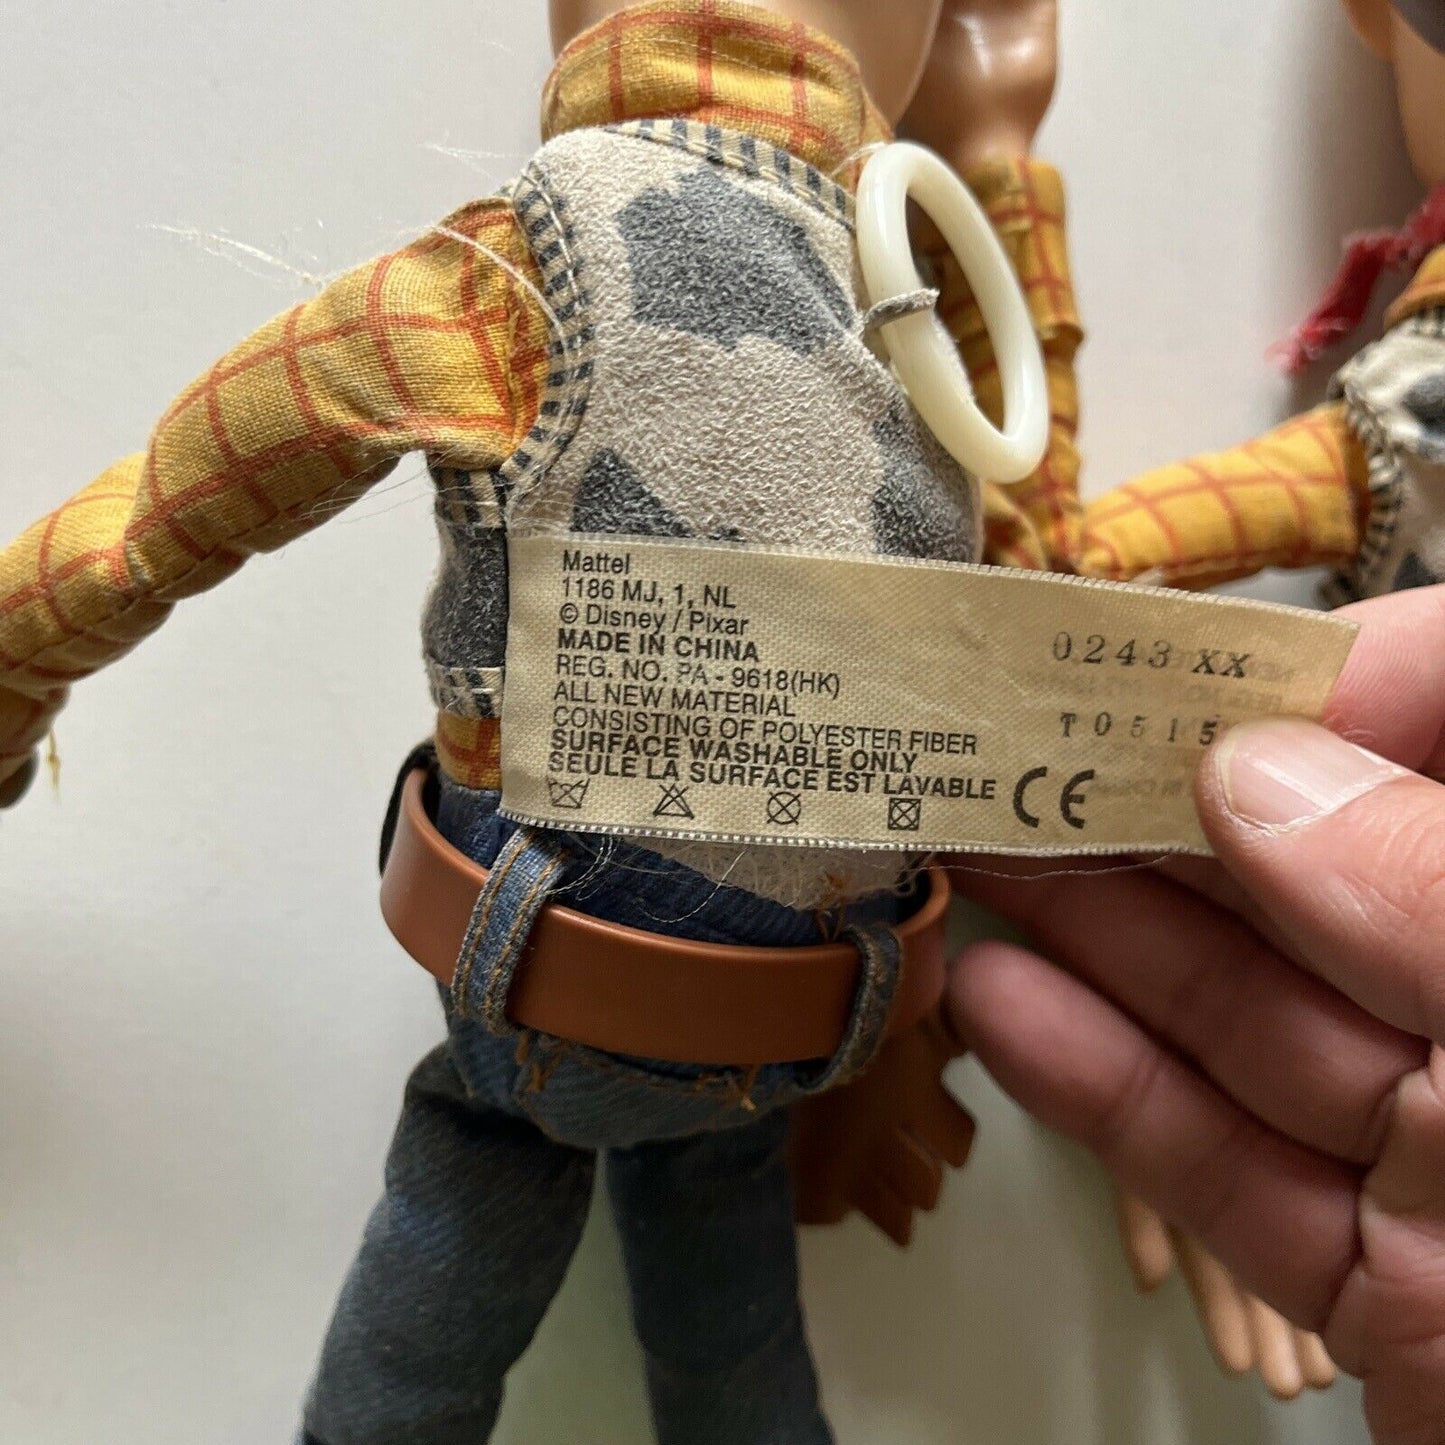 Mattel
1186 MJ, 1, NL
© Disney / Pixar
MADE IN CHINA
REG. NO. PA - 9618(HK)
ALL NEW MATERIAL
CONSISTING OF POLYESTER FIBER
SURFACE WASHABLE ONLY
SEULE LA SURFACE EST LAVABLE
CE
0243 XX
T0515